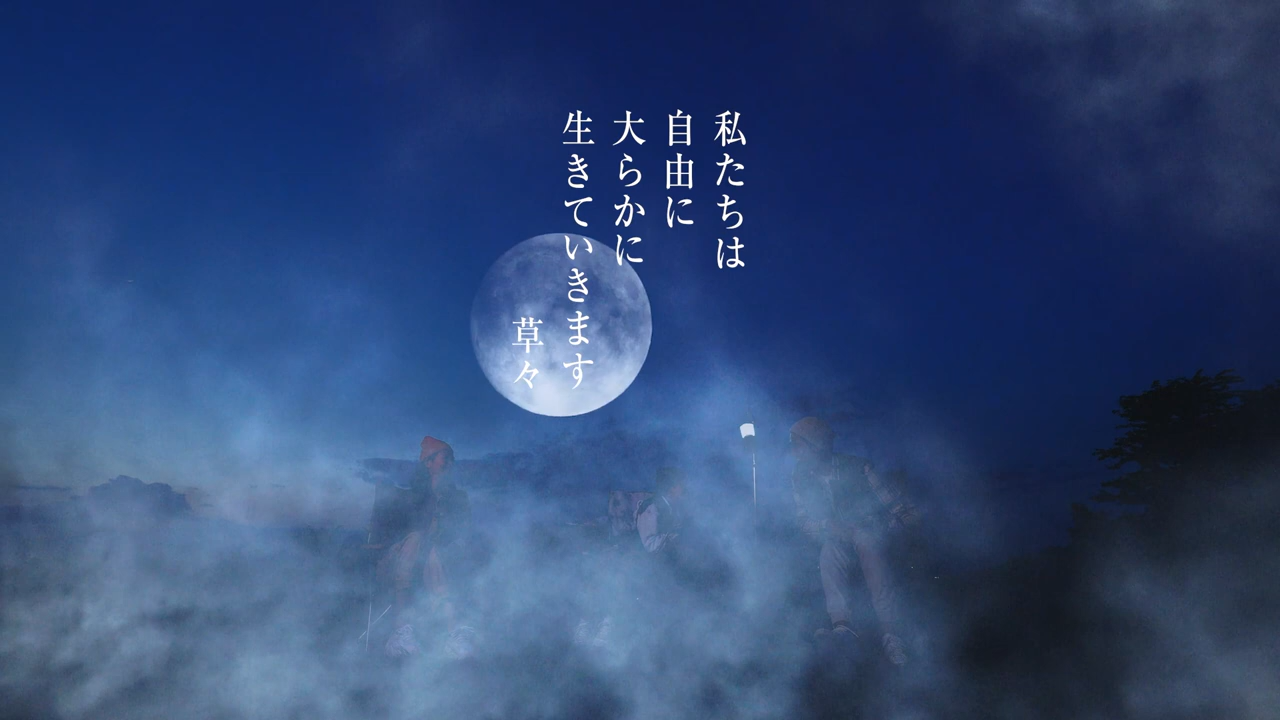 私たちは
自由に
大らかに
生きていきます
草々